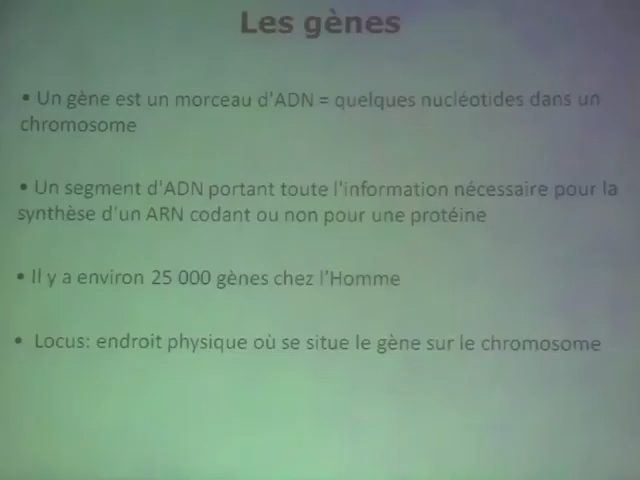 Les gènes
• Un gène est un morceau d'ADN = quelques nucléotides dans un
chromosome
• Un segment d'ADN portant toute l'information nécessaire pour la
synthèse d'un ARN codant ou non pour une protéine
• Il y a environ 25 000 gènes chez l'Homme
• Locus: endroit physique où se situe le gène sur le chromosome